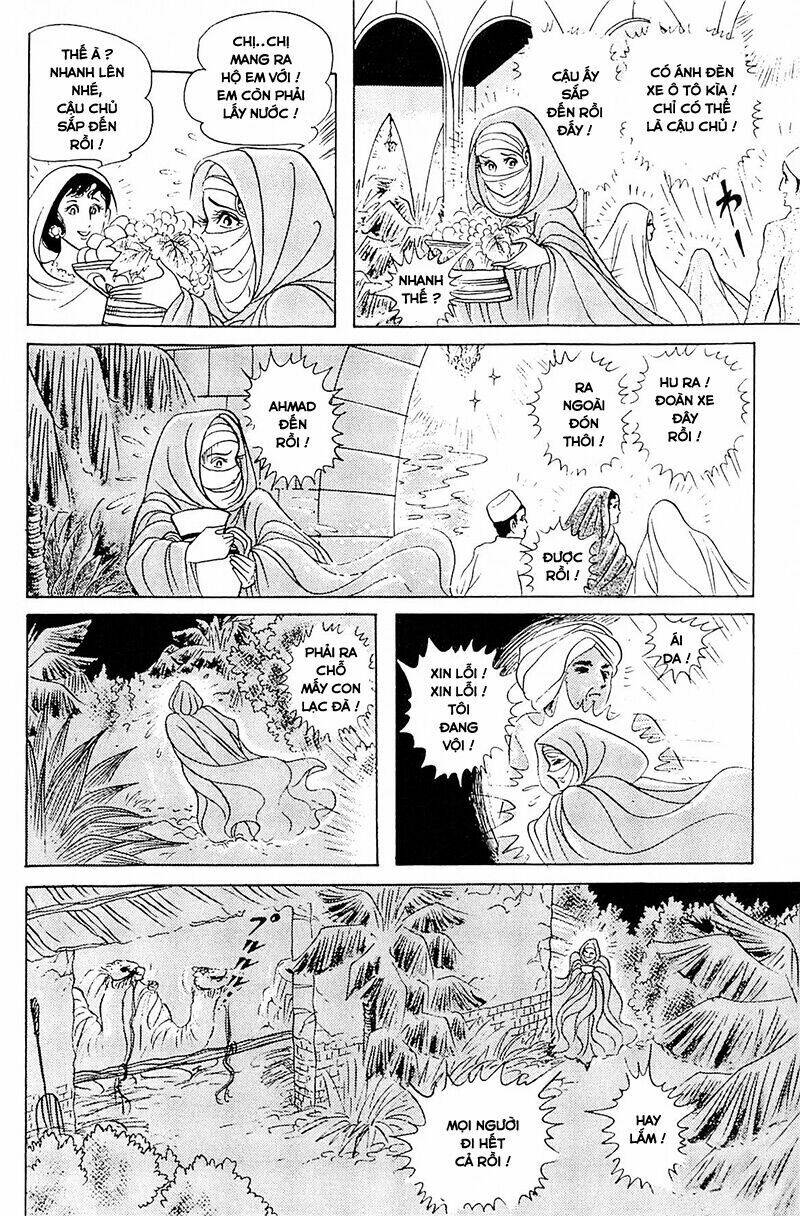 CÓ ÁNH ĐÈN
XE Ô TÔ KÌA !
CHỈ CÓ THỂ
LÀ CẬU CHỦ !
CẬU ẤY
SẮP
ĐẾN RỒI
ĐẤY !
わーっ
NHANH
THẾ ?
CHỊ..CHỊ
MANG RA
HỘ EM VỚI !
EM CÒN PHẢI
LẤY NƯỚC !
THẾ À ?
NHANH LÊN
NHÉ,
CẬU CHỦ
SẮP ĐẾN
RỒI !
HU RA !
ĐOÀN XE
ĐÂY
RỒI !
RA
NGOÀI
ĐÓN
THÔI !
ĐƯỢC
RỒI !
AHMAD
ĐẾN
RỒI !
ÁI
DA !
XIN LỖI !
XIN LỖI !
TÔI
ĐANG
VỘI !
PHẢI RA
CHỖ
MẤY CON
LẠC ĐÀ !
HAY
LẮM !
MỌI NGƯỜI
ĐI HẾT
CẢ RỒI !